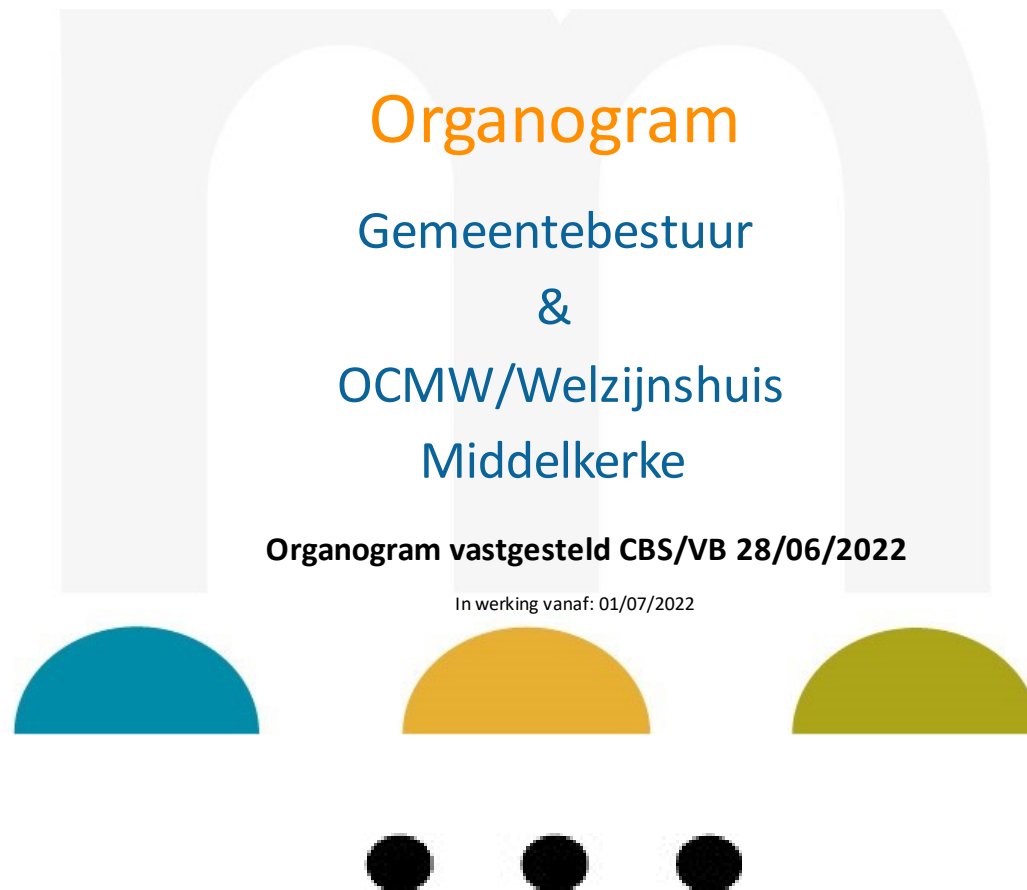 Organogram
Gemeentebestuur
&
OCMW/Welzijnshuis
Middelkerke
Organogram vastgesteld CBS/VB 28/06/2022
In werking vanaf: 01/07/2022